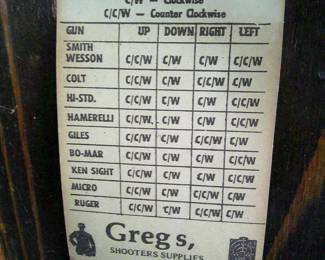 C/W — Clockwise
C/C/W — Counter Clockwise
GUN UP DOWN RIGHT LEFT
SMITH
WESSON C/C/W C/W C/W C/C/W
COLT C/C/W C/W C/C/W C/W
HI-STD. C/C/W C/W C/W C/C/W
HAMERELLI C/C/W. C/W C/C/W C/W
GILES C/C/W C/W C/C/W C/W
BO-MAR C/C/W C/W C/W C/C/W
KEN SIGHT C/C/W C/W C/W C/C/W
MICRO C/C/W C/W C/C/W C/W
RUGER C/C/W C/W C/C/W C/W
Greg s,
SHOOTERS SUPPLIES